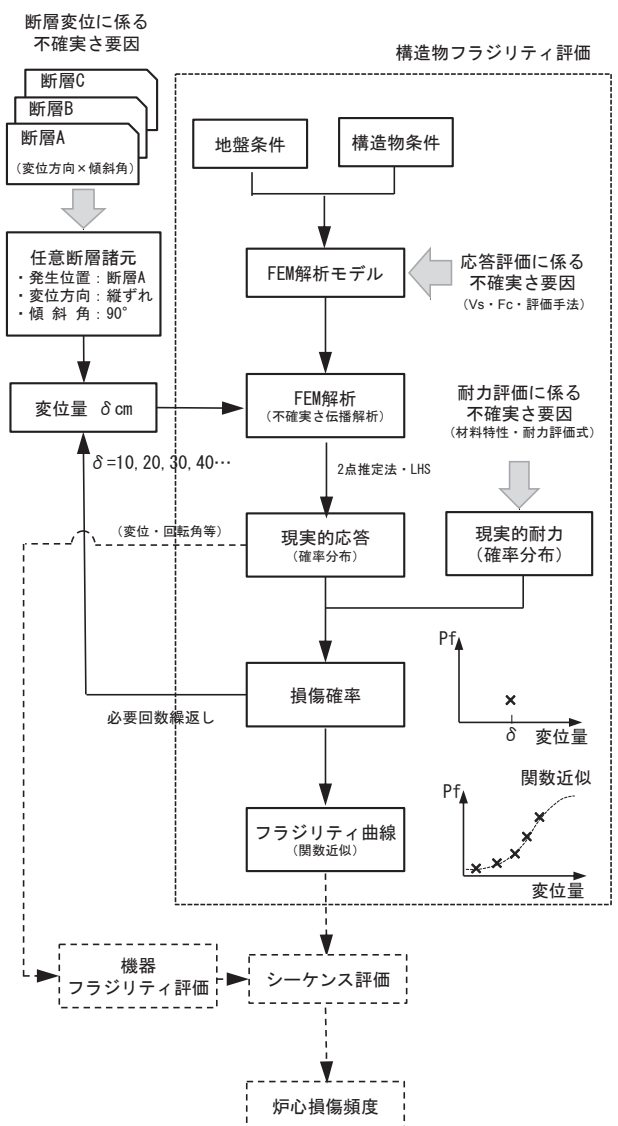 断層変位に係る
不確実さ要因
構造物フラジリティ評価
断層C
断層B
断層A
(変位方向×傾斜角)
地盤条件
構造物条件
任意断層諸元
・発生位置:断層A
・変位方向:縦ずれ
・傾 斜 角:90°
FEM解析モデル
応答評価に係る
不確実さ要因
(Vs・Fc・評価手法)
変位量 δcm
FEM解析
(不確実さ伝播解析)
耐力評価に係る
不確実さ要因
(材料特性・耐力評価式)
δ=10, 20, 30, 40…
2点推定法・LHS
(変位・回転角等)
現実的応答
(確率分布)
現実的耐力
(確率分布)
損傷確率
必要回数繰返し
Pf
δ
変位量
フラジリティ曲線
(関数近似)
関数近似
Pf
変位量
機器
フラジリティ評価
シーケンス評価
炉心損傷頻度